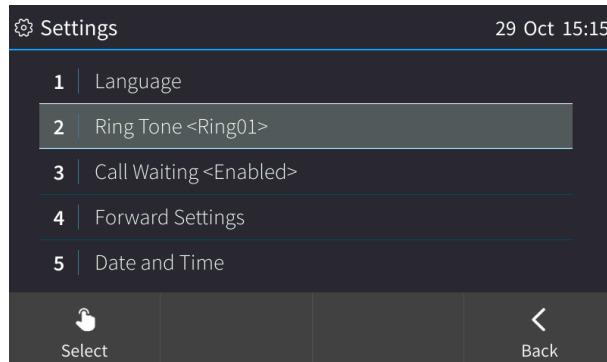 Settings 29 Oct 15:15
1 Language
2 Ring Tone <Ring01>
3 Call Waiting <Enabled>
4 Forward Settings
5 Date and Time
Select Back